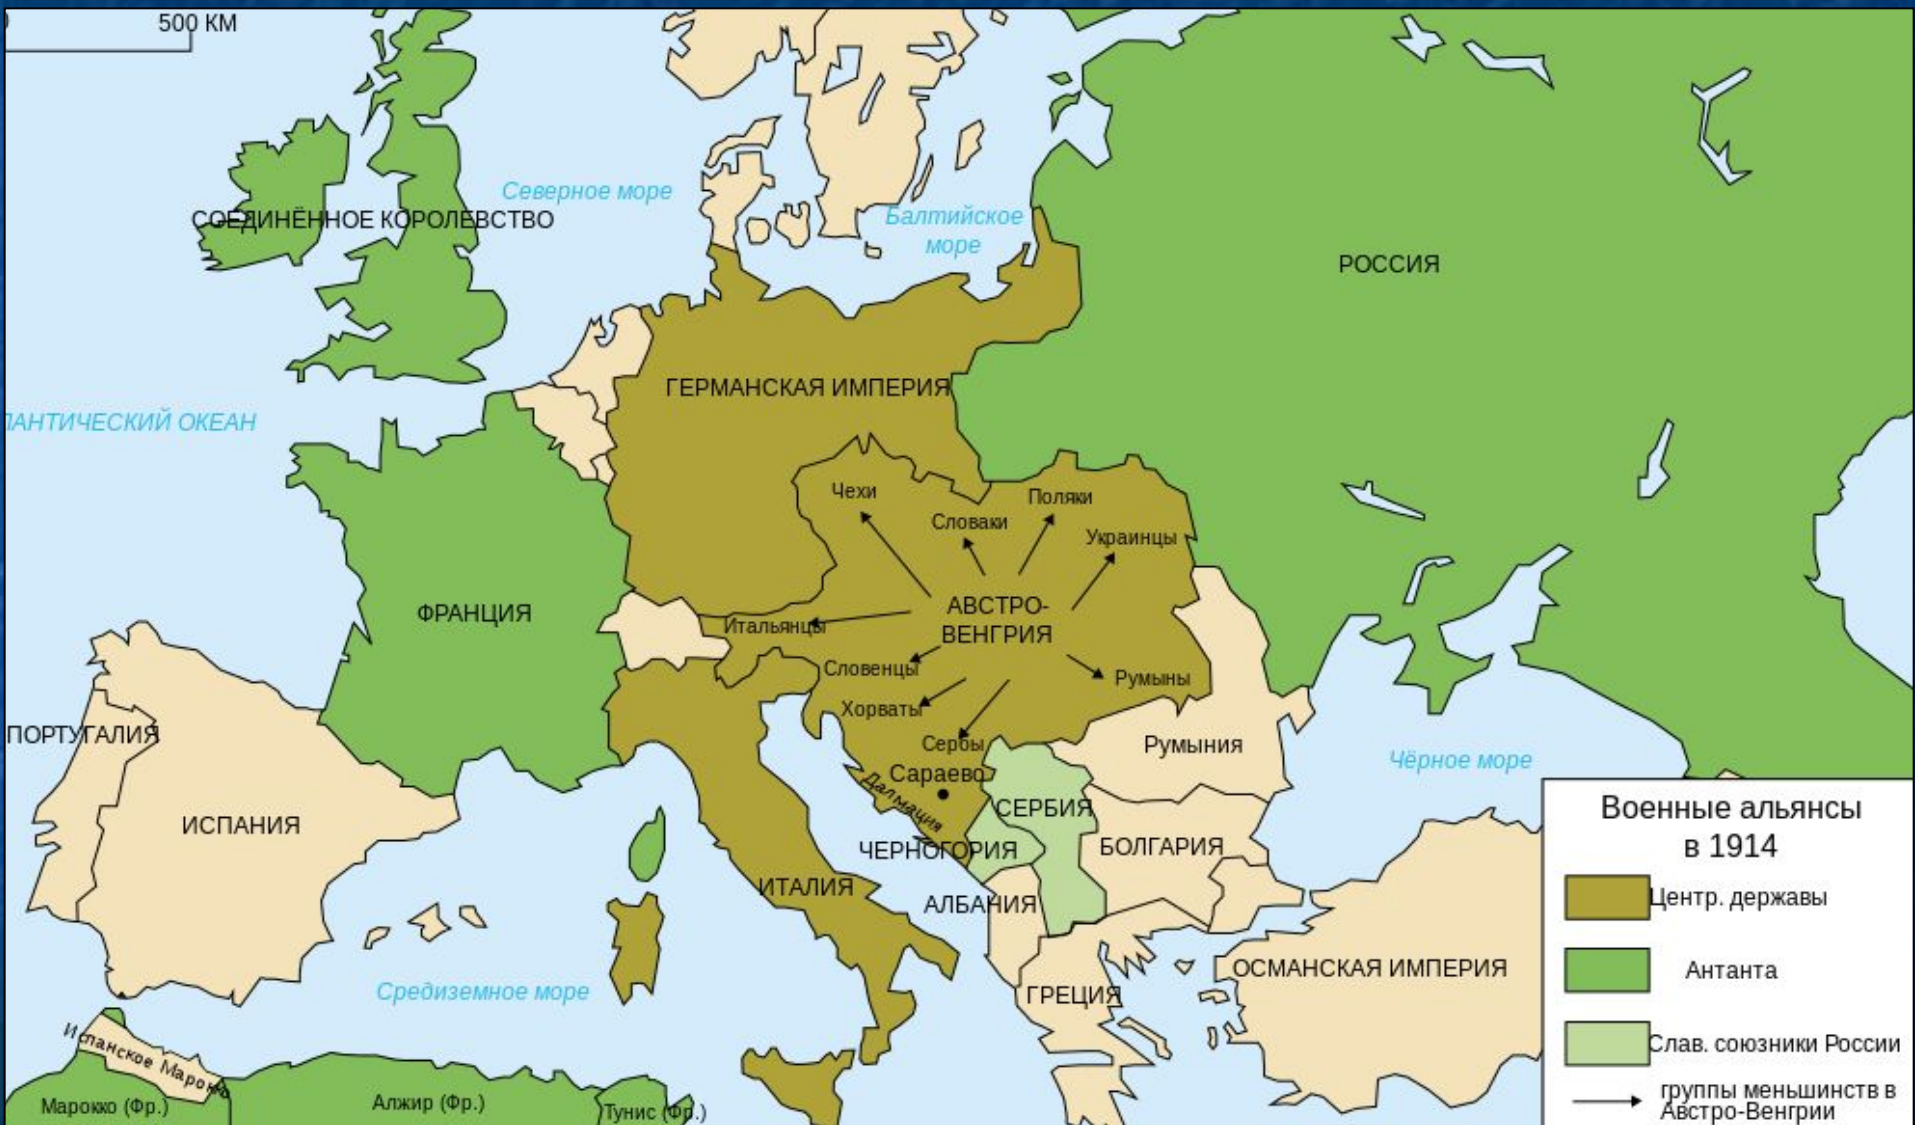 500 КМ
Северное море
СОЕДИНЁННОЕ КОРОЛЕВСТВО
Балтийское
море
РОССИЯ
ГЕРМАНСКАЯ ИМПЕРИЯ
ЛАНТИЧЕСКИЙ ОКЕАН
Чехи
Поляки
Словаки
Украинцы
ФРАНЦИЯ
АВСТРО-
ВЕНГРИЯ
Итальянцы
Словенцы
Румыны
Хорваты
Сербы
ПОРТУГАЛИЯ
Румыния
Чёрное море
Сараево
Далмация
СЕРБИЯ
ИСПАНИЯ
ЧЕРНОГОРИЯ
БОЛГАРИЯ
ИТАЛИЯ
АЛБАНИЯ
ОСМАНСКАЯ ИМПЕРИЯ
Средиземное море
ГРЕЦИЯ
Испанское Марокко
Марокко (Фр.)
Алжир (Фр.)
Тунис (Фр.)
Военные альянсы
в 1914
Центр. державы
Антанта
Слав. союзники России
группы меньшинств в
Австро-Венгрии